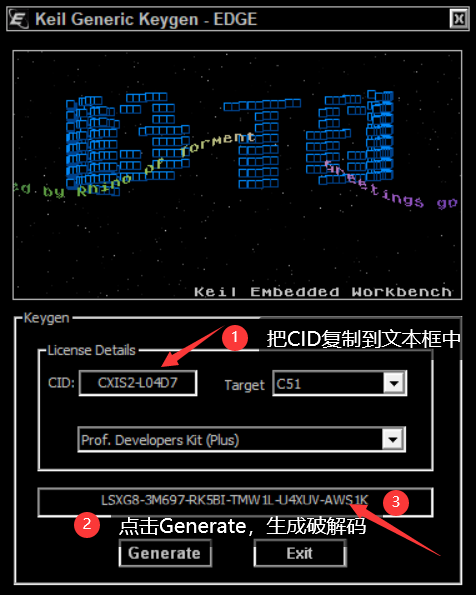 Keil Generic Keygen - EDGE
ed by Rhino of Torment
Greetings go
Keil Embedded Workbench
Keygen
1 把CID复制到文本框中
License Details
CID: CXIS2-L04D7 Target C51
Prof. Developers Kit (Plus)
LSXG8-3M697-RK5BI-TMW1L-U4XUV-AWS1K 3
2 点击Generate，生成破解码
Generate Exit